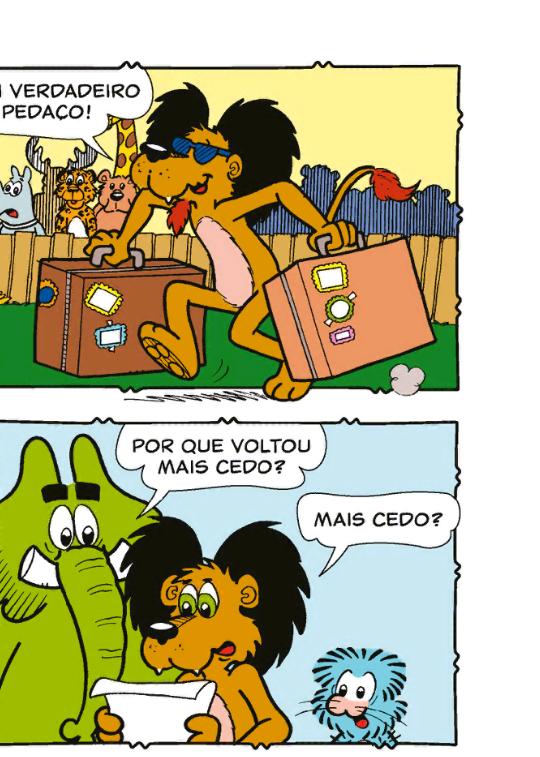 VERDADEIRO
PEDAÇO!
POR QUE VOLTOU
MAIS CEDO?
MAIS CEDO?